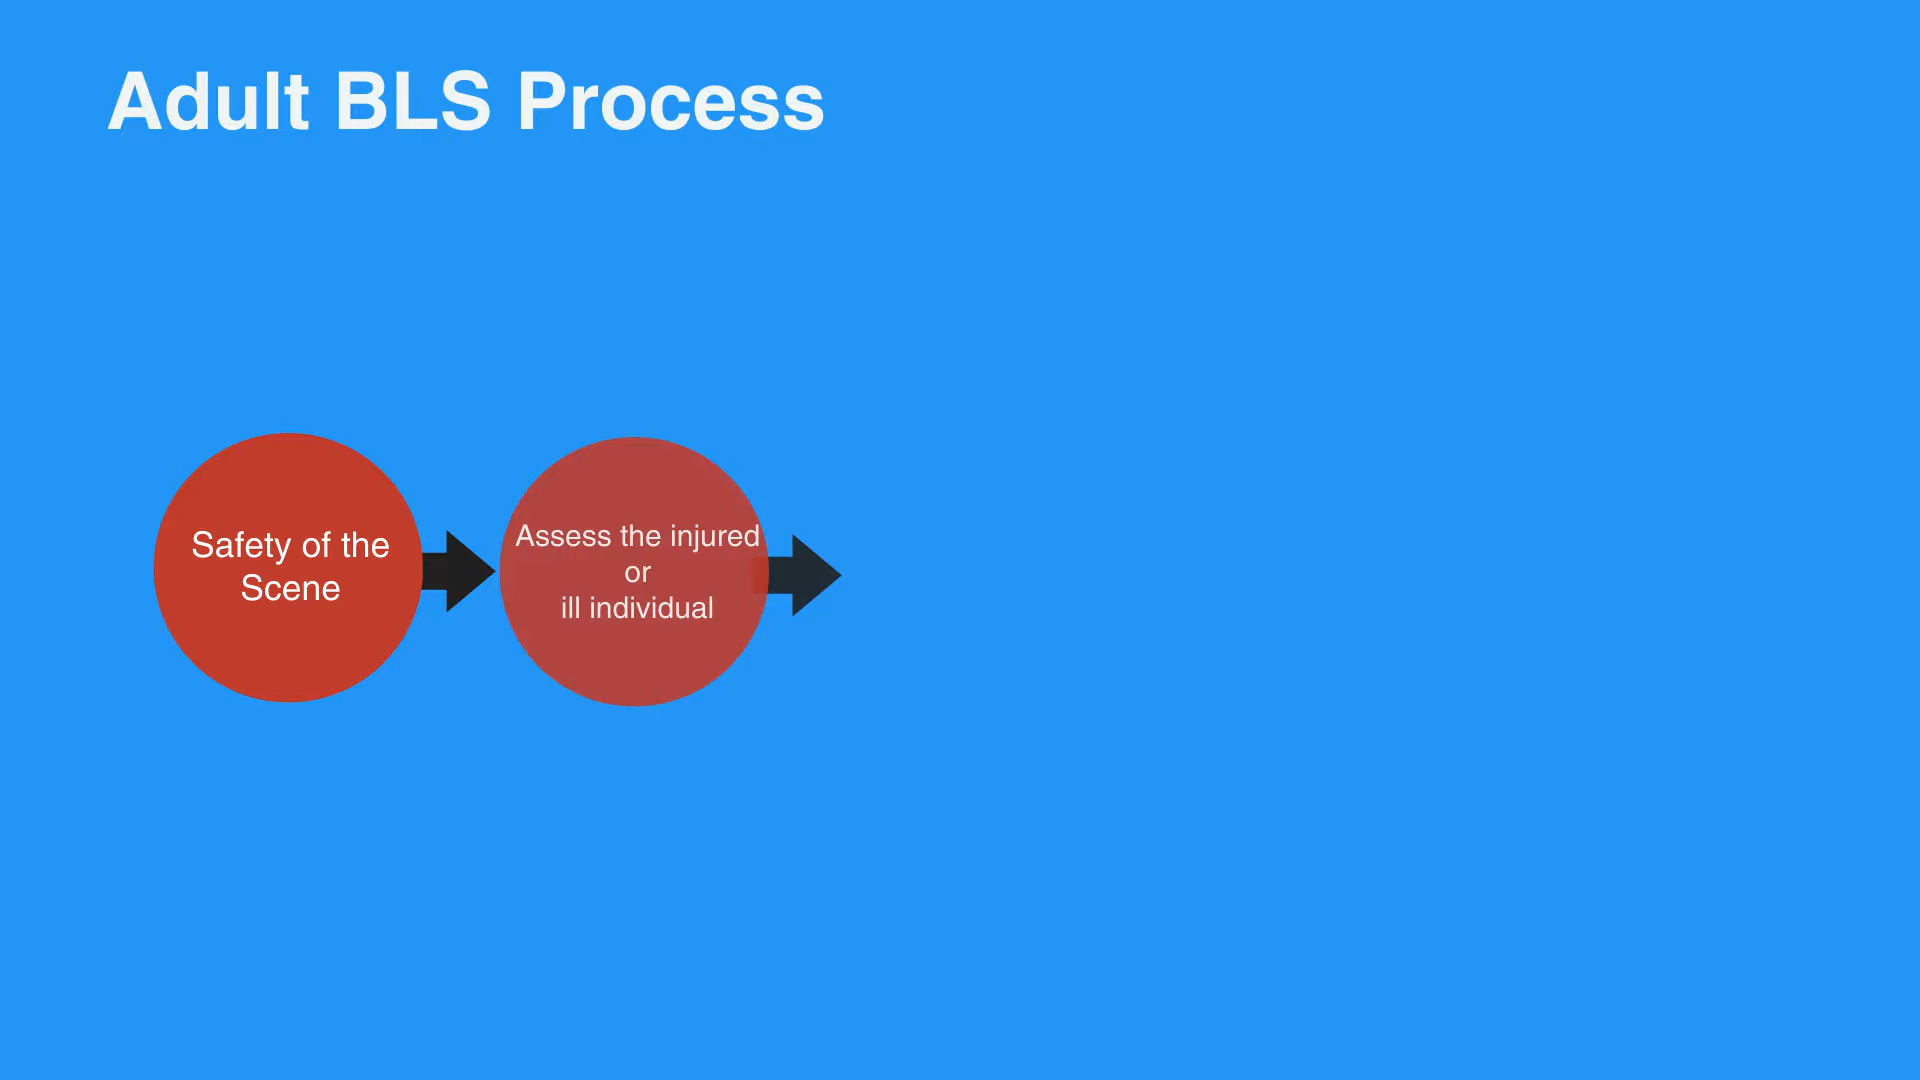 Adult BLS Process
Safety of the
Scene
Assess the injured
or
ill individual